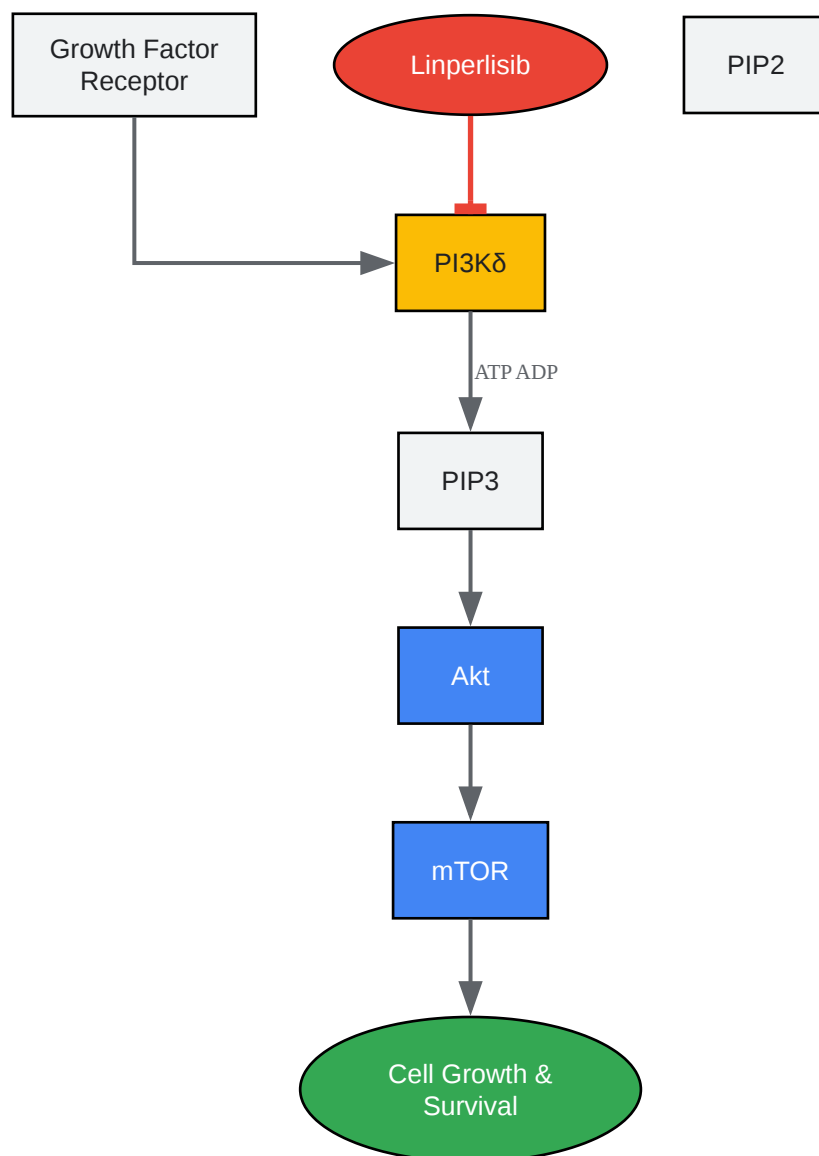 Growth Factor
Receptor
Linperlisib
PIP2
PI3Kδ
ATP ADP
PIP3
Akt
mTOR
Cell Growth &
Survival